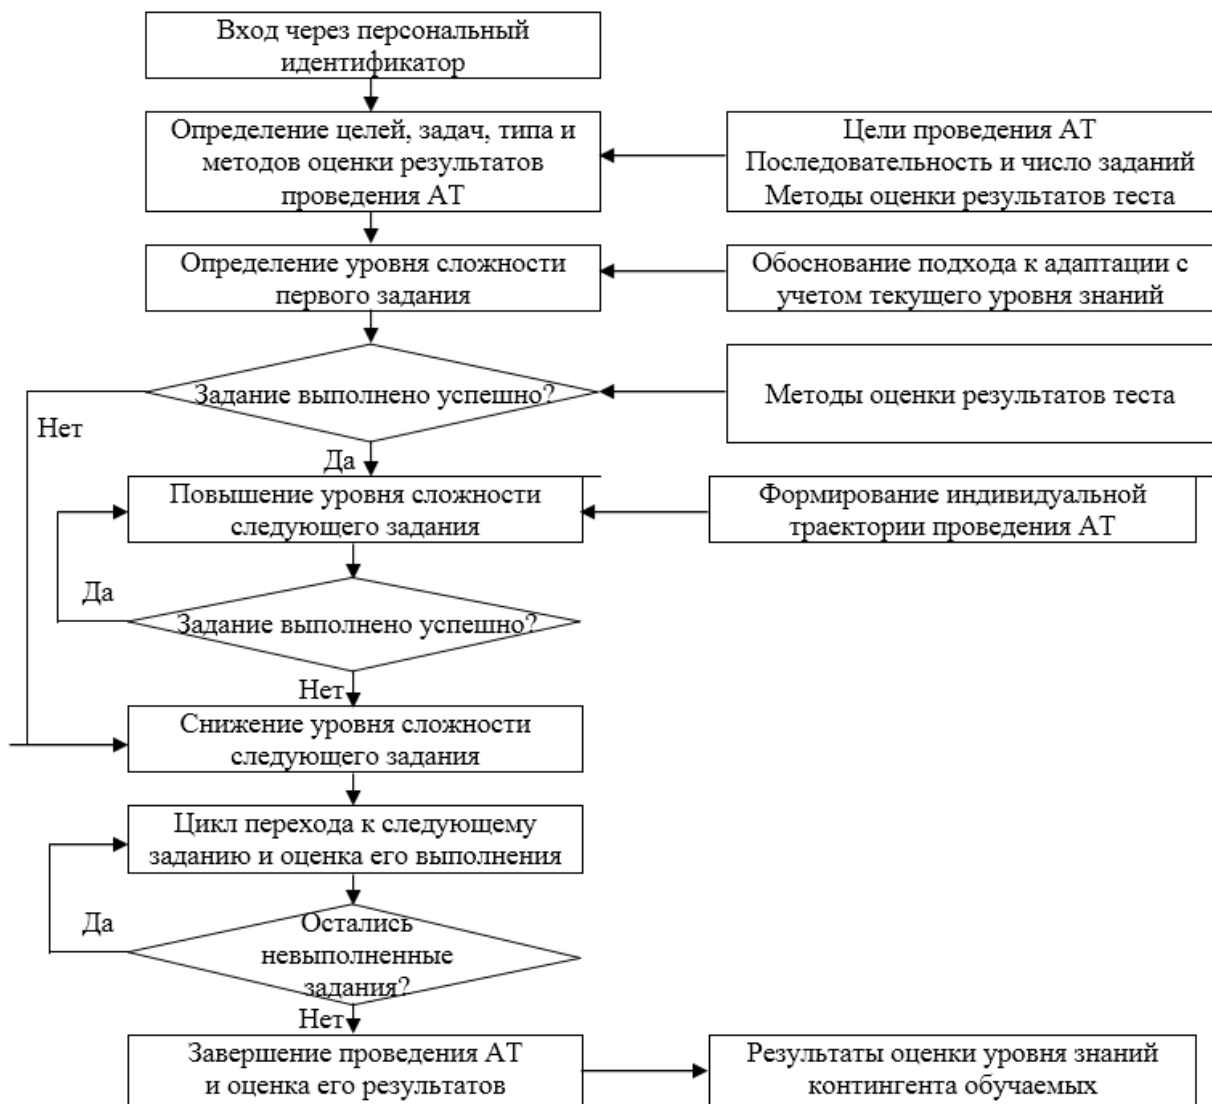 Вход через персональный
идентификатор
Определение целей, задач, типа и
методов оценки результатов
проведения АТ
Цели проведения АТ
Последовательность и число заданий
Методы оценки результатов теста
Определение уровня сложности
первого задания
Обоснование подхода к адаптации с
учетом текущего уровня знаний
Задание выполнено успешно?
Методы оценки результатов теста
Нет
Да
Повышение уровня сложности
следующего задания
Формирование индивидуальной
траектории проведения АТ
Да
Задание выполнено успешно?
Нет
Снижение уровня сложности
следующего задания
Цикл перехода к следующему
заданию и оценка его выполнения
Да
Остались
невыполненные
задания?
Нет
Завершение проведения АТ
и оценка его результатов
Результаты оценки уровня знаний
контингента обучаемых